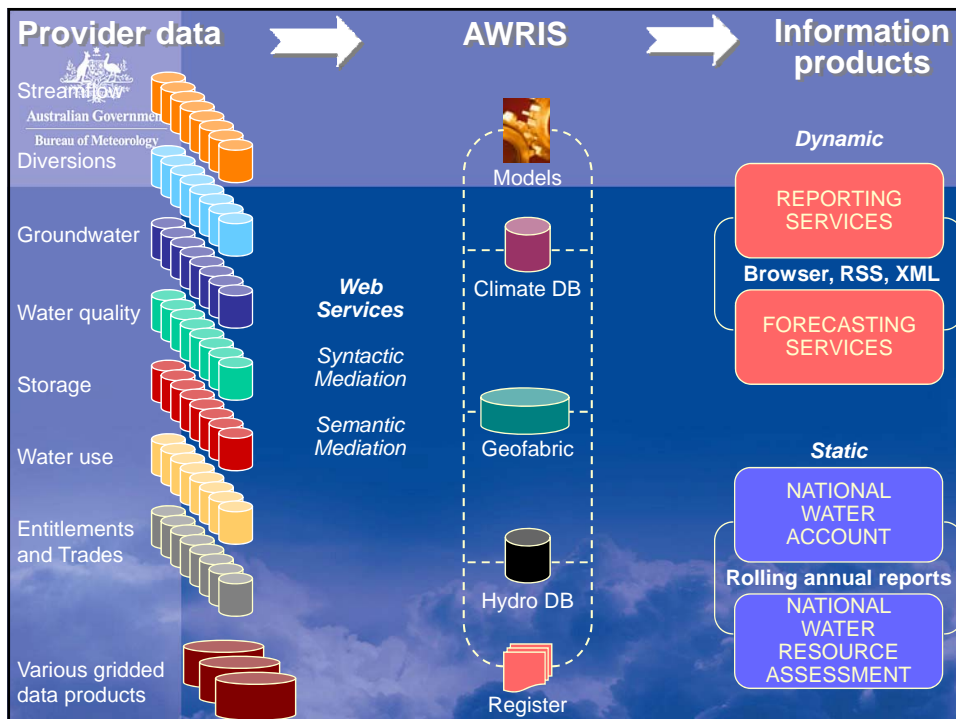 Provider data
AWRIS
Information
products
Streamflow
Australian Governme
Bureau of Meteorology
Diversions
Groundwater
Water quality
Storage
Water use
Entitlements
and Trades
Various gridded
data products
Web
Services
Syntactic
Mediation
Semantic
Mediation
Models
Climate DB
Geofabric
Hydro DB
Register
Dynamic
REPORTING
SERVICES
Browser, RSS, XML
FORECASTING
SERVICES
Static
NATIONAL
WATER
ACCOUNT
Rolling annual reports
NATIONAL
WATER
RESOURCE
ASSESSMENT